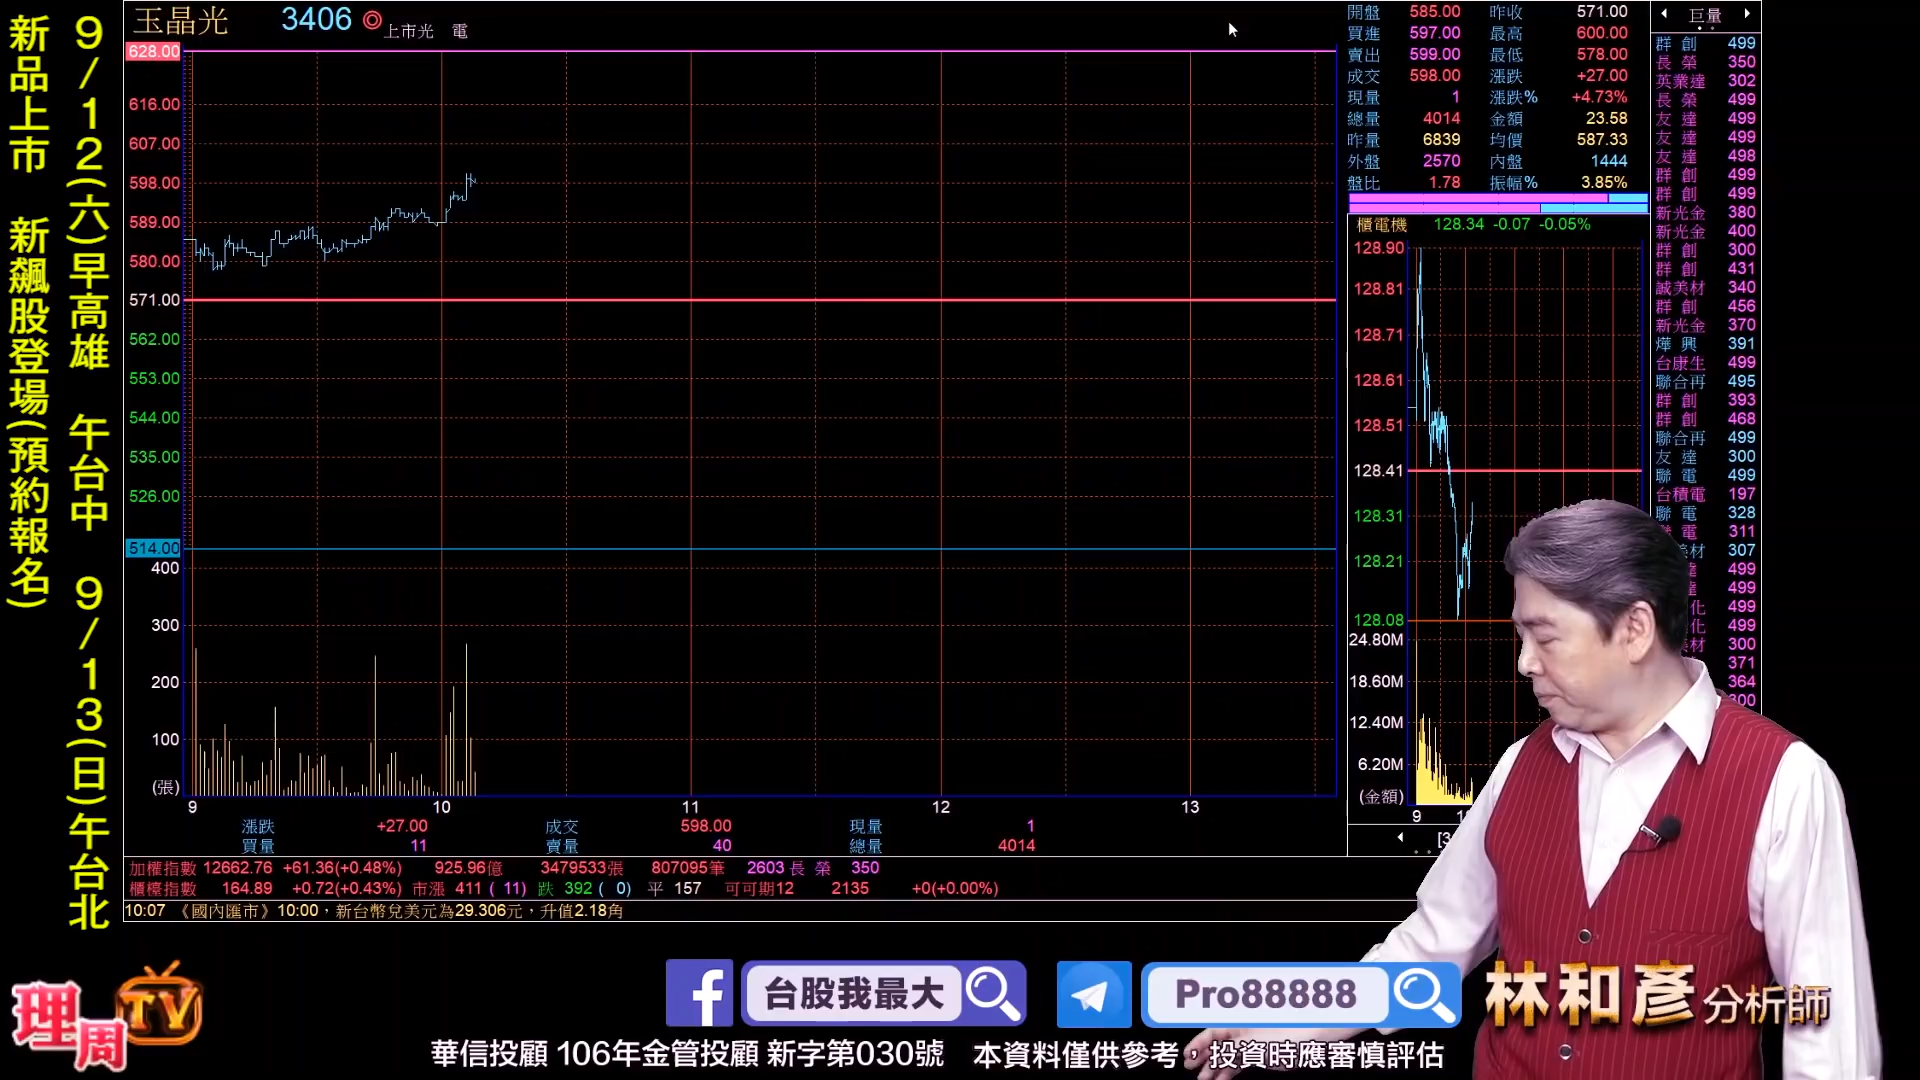 9/12(六)早高雄 午台中 9/13(日)午台北
新品上市 新飆股登場(預約報名)
玉晶光 3406 ◎ 上市光 電
628.00
616.00
607.00
598.00
589.00
580.00
571.00
562.00
553.00
544.00
535.00
526.00
514.00
400
300
200
100
(張)
9 10 11 12 13
漲跌 +27.00 成交 598.00 現量 1
買量 11 賣量 40 總量 4014
開盤 585.00 昨收 571.00
買進 597.00 最高 600.00
賣出 599.00 最低 578.00
成交 598.00 漲跌 +27.00
現量 1 漲跌% +4.73%
總量 4014 金額 23.58
昨量 6839 均價 587.33
外盤 2570 內盤 1444
盤比 1.78 振幅% 3.85%
櫃電機 128.34 -0.07 -0.05%
128.90
128.81
128.71
128.61
128.51
128.41
128.31
128.21
128.08
24.80M
18.60M
12.40M
6.20M
(金額)
9
巨量
群創 499
長榮 350
英業達 302
長榮 499
友達 499
友達 499
友達 498
群創 499
群創 499
新光金 380
新光金 400
群創 300
群創 431
誠美材 340
群創 456
新光金 370
燁興 391
台康生 499
聯合再 495
群創 393
群創 468
聯合再 499
友達 300
聯電 499
台積電 197
聯電 328
電 311
美材 307
499
499
化 499
化 499
美材 300
371
364
300
加權指數 12662.76 +61.36(+0.48%) 925.96億 3479533張 807095筆 2603 長榮 350
櫃檯指數 164.89 +0.72(+0.43%) 市漲 411 ( 11) 跌 392 ( 0) 平 157 可可期12 2135 +0(+0.00%)
10:07 《國內匯市》10:00，新台幣兌美元為29.306元，升值2.18角
理周TV
f 台股我最大
Pro88888
林和彥 分析師
華信投顧 106年金管投顧 新字第030號 本資料僅供參考，投資時應審慎評估